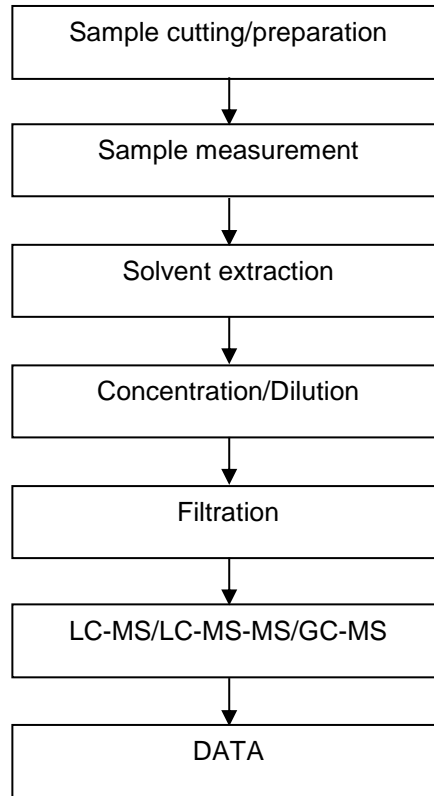 Sample cutting/preparation
Sample measurement
Solvent extraction
Concentration/Dilution
Filtration
LC-MS/LC-MS-MS/GC-MS
DATA